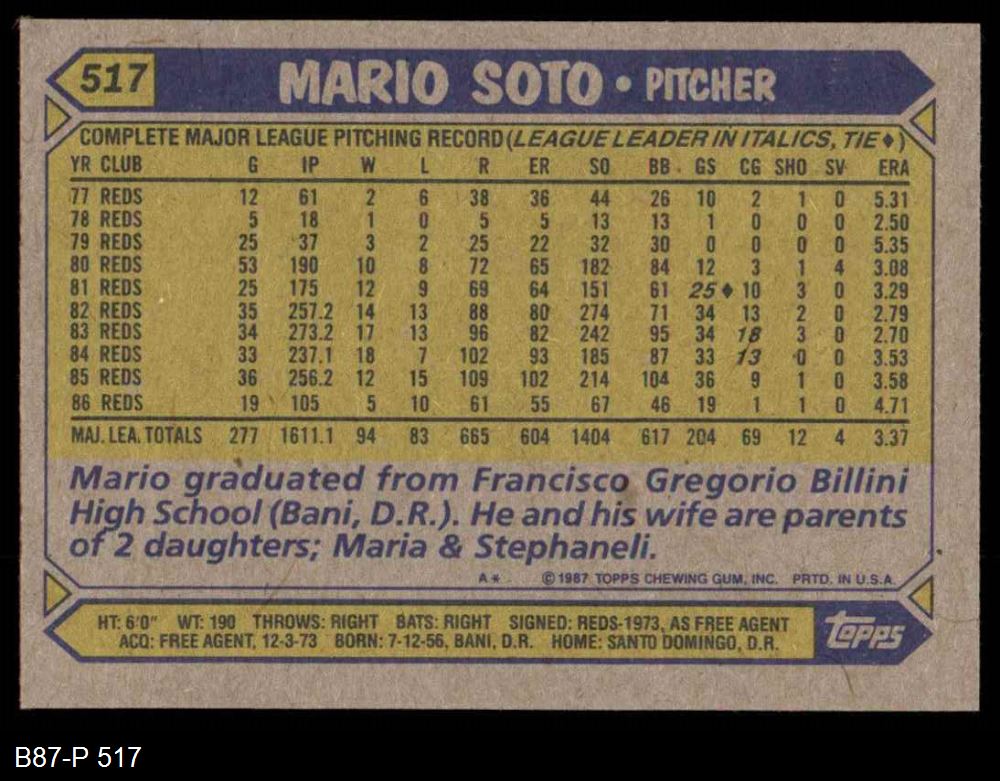 517 MARIO SOTO • PITCHER
COMPLETE MAJOR LEAGUE PITCHING RECORD (LEAGUE LEADER IN ITALICS, TIE ♦)
YR CLUB G IP W L R ER SO BB GS CG SHO SV ERA
77 REDS 12 61 2 6 38 36 44 26 10 2 1 0 5.31
78 REDS 5 18 1 0 5 5 13 13 1 0 0 0 2.50
79 REDS 25 37 3 2 25 22 32 30 0 0 0 0 5.35
80 REDS 53 190 10 8 72 65 182 84 12 3 1 4 3.08
81 REDS 25 175 12 9 69 64 151 61 25♦ 10 3 0 3.29
82 REDS 35 257.2 14 13 88 80 274 71 34 13 2 0 2.79
83 REDS 34 273.2 17 13 96 82 242 95 34 18 3 0 2.70
84 REDS 33 237.1 18 7 102 93 185 87 33 13 0 0 3.53
85 REDS 36 256.2 12 15 109 102 214 104 36 9 1 0 3.58
86 REDS 19 105 5 10 61 55 67 46 19 1 1 0 4.71
MAJ. LEA. TOTALS 277 1611.1 94 83 665 604 1404 617 204 69 12 4 3.37
Mario graduated from Francisco Gregorio Billini
High School (Bani, D.R.). He and his wife are parents
of 2 daughters; Maria & Stephaneli.
A* © 1987 TOPPS CHEWING GUM, INC. PRTD. IN U.S.A.
HT: 6'0" WT: 190 THROWS: RIGHT BATS: RIGHT SIGNED: REDS-1973, AS FREE AGENT
ACQ: FREE AGENT, 12-3-73 BORN: 7-12-56, BANI, D.R. HOME: SANTO DOMINGO, D.R.
topps
B87-P 517